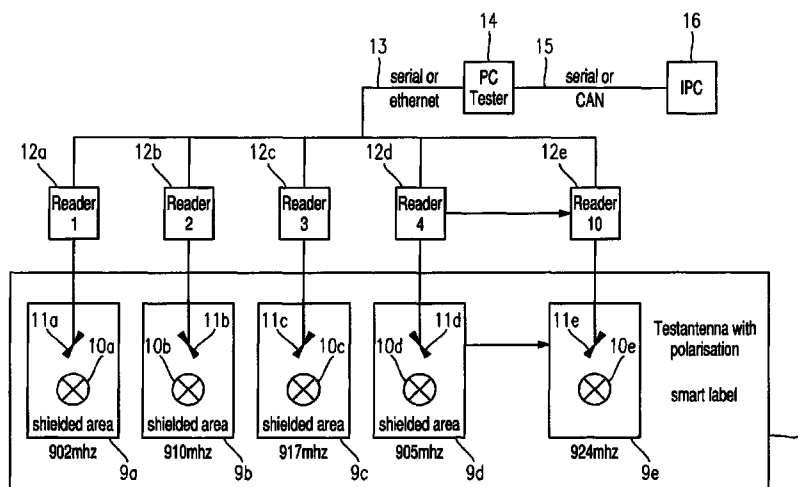 14
16
13
15
serial or
ethernet
PC
Tester
serial or
CAN
IPC
12a
12b
12c
12d
12e
Reader
1
Reader
2
Reader
3
Reader
4
Reader
10
11a
11b
11c
11d
11e
10a
10b
10c
10d
10e
Testantenna with
polarisation
smart label
shielded area
shielded area
shielded area
shielded area
902mhz
910mhz
917mhz
905mhz
924mhz
9a
9b
9c
9d
9e